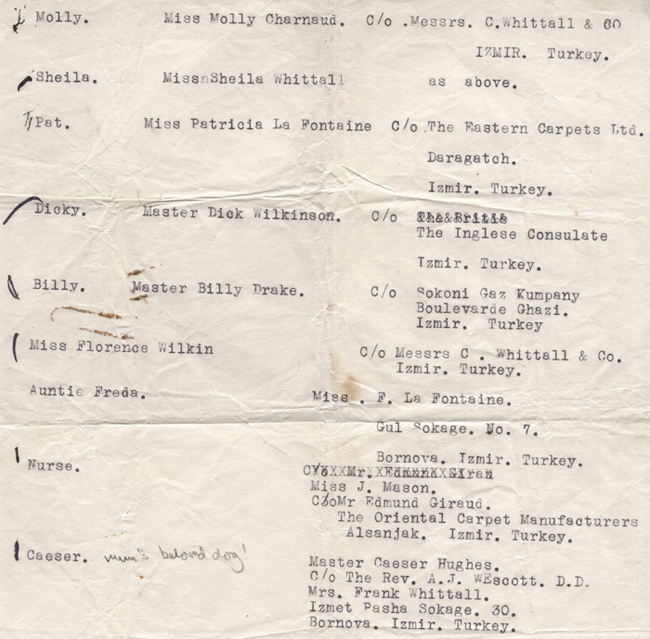 Molly. Miss Molly Charnaud. C/o .Messrs. C.Whittall & CO
IZMIR. Turkey.
Sheila. MissnSheila Whittall as above.
Pat. Miss Patricia La Fontaine C/o The Eastern Carpets Ltd.
Daragatch.
Izmir. Turkey.
Dicky. Master Dick Wilkinson. C/o
The Inglese Consulate
Izmir. Turkey.
Billy. Master Billy Drake. C/o Sokoni Gaz Kumpany
Boulevarde Ghazi.
Izmir. Turkey
Miss Florence Wilkin C/o Messrs C . Whittall & Co.
Izmir. Turkey.
Auntie Freda. Miss . F. La Fontaine.
Gul Sokage. No. 7.
Bornova. Izmir. Turkey.
Nurse. Mr. Edmund Giraud
Miss J. Mason.
C/oMr Edmund Giraud.
The Oriental Carpet Manufacturers
Alsanjak. Izmir. Turkey.
Caeser. mum's beloved dog! Master Caeser Hughes.
C/o The Rev. A.J. WEscott. D.D.
Mrs. Frank Whittall.
Izmet Pasha Sokage. 30.
Bornova. Izmir. Turkey.